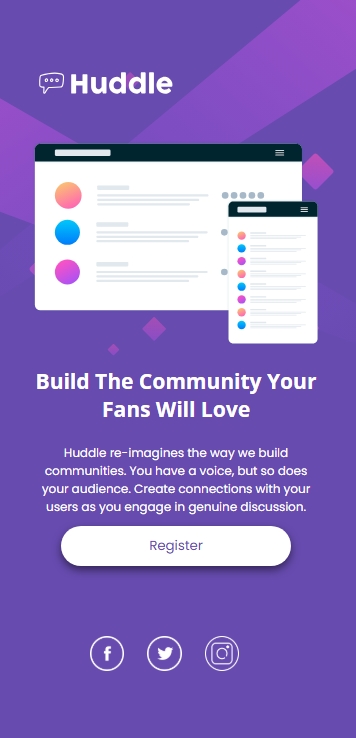 Huddle
Build The Community Your
Fans Will Love
Huddle re-imagines the way we build
communities. You have a voice, but so does
your audience. Create connections with your
users as you engage in genuine discussion.
Register